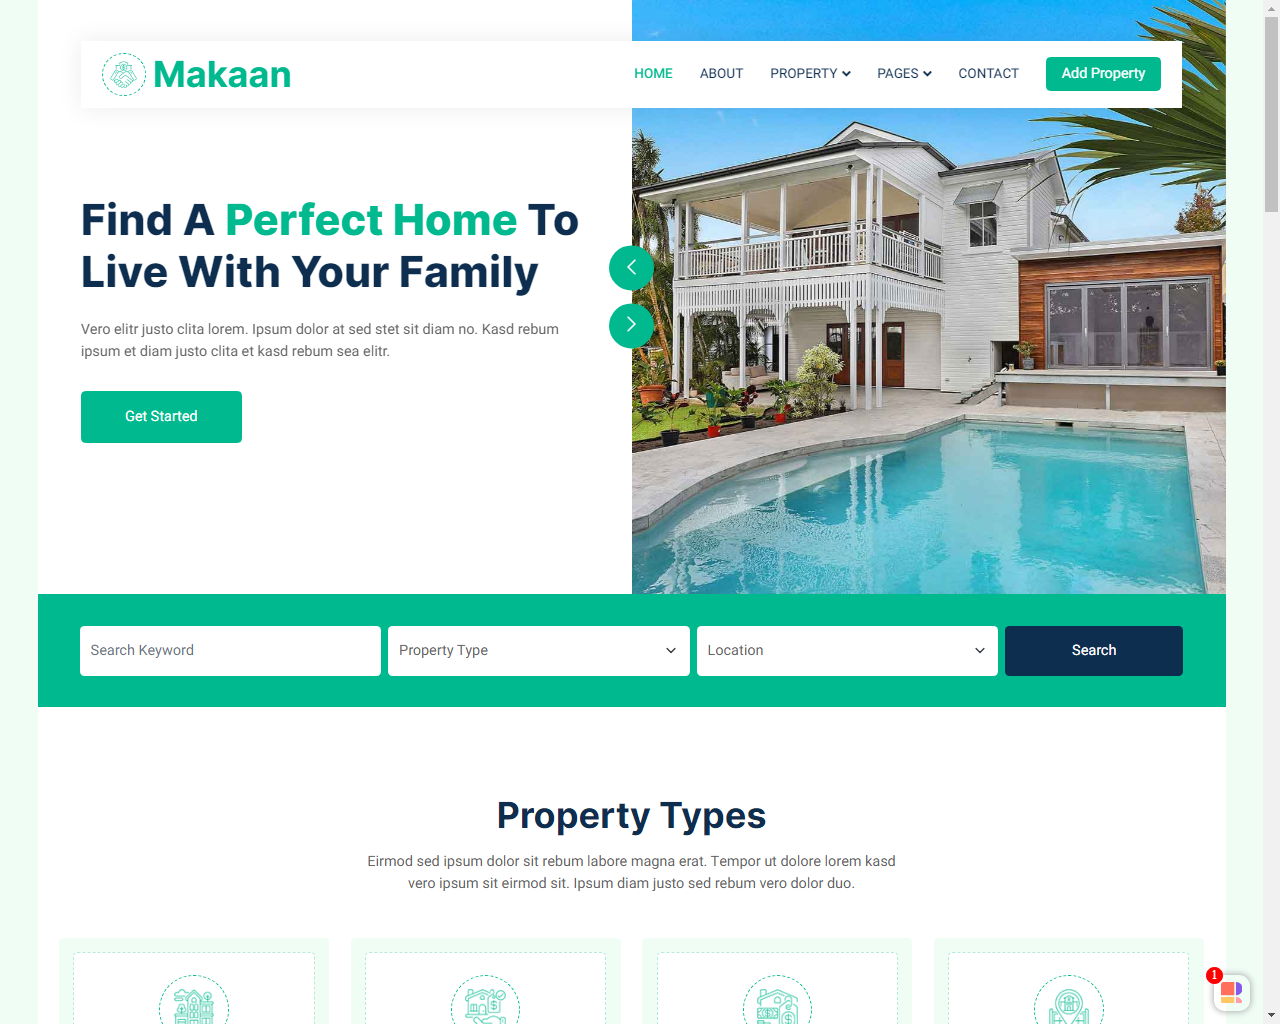 Makaan
HOME ABOUT PROPERTY PAGES CONTACT Add Property
Find A Perfect Home To
Live With Your Family
Vero elitr justo clita lorem. Ipsum dolor at sed stet sit diam no. Kasd rebum
ipsum et diam justo clita et kasd rebum sea elitr.
Get Started
Search Keyword
Property Type
Location
Search
Property Types
Eirmod sed ipsum dolor sit rebum labore magna erat. Tempor ut dolore lorem kasd
vero ipsum sit eirmod sit. Ipsum diam justo sed rebum vero dolor duo.
1